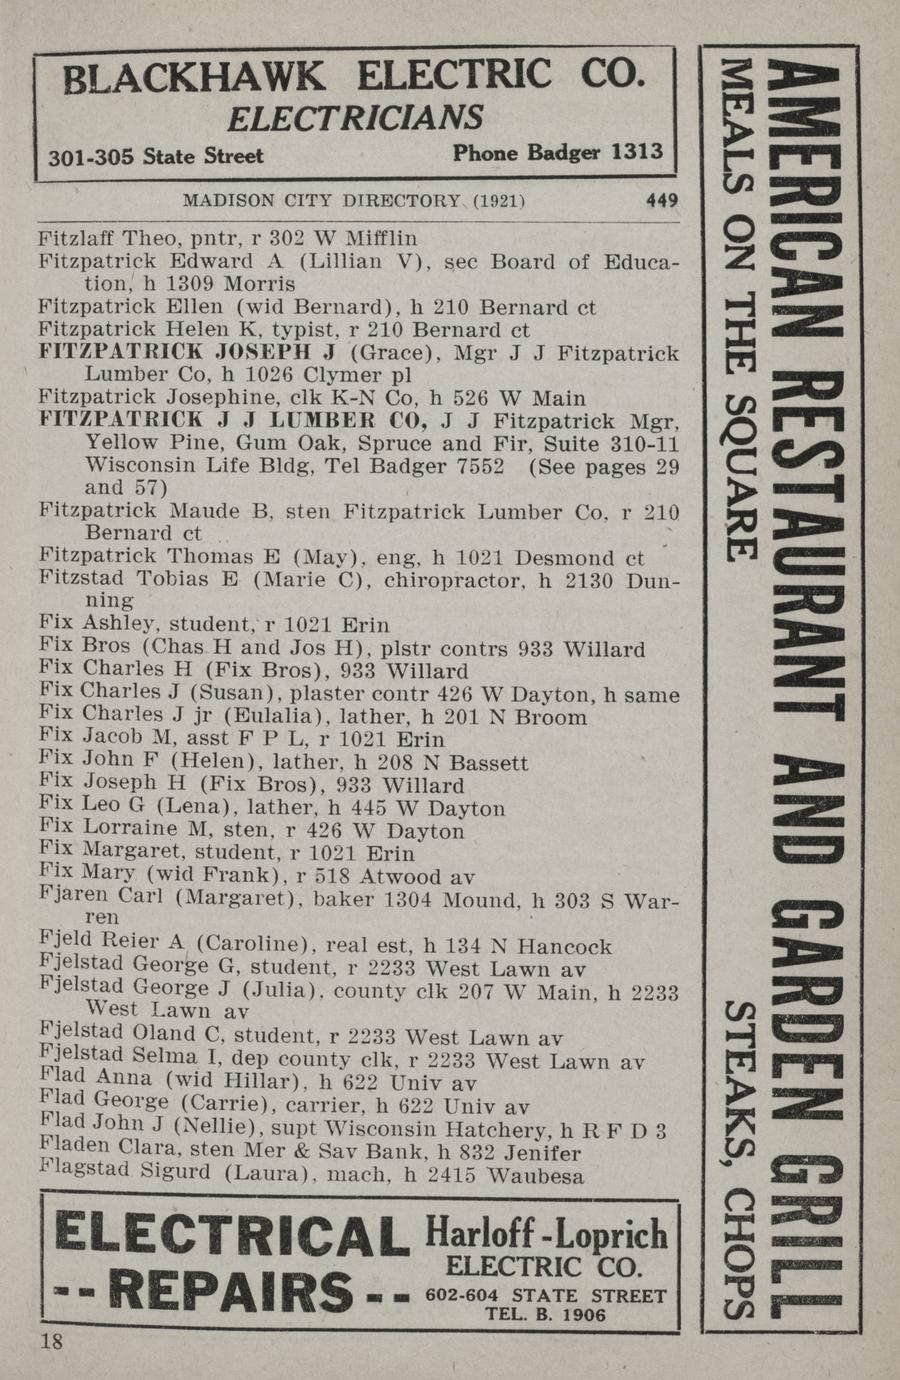 BLACKHAWK ELECTRIC CO.
ELECTRICIANS
301-305 State Street Phone Badger 1313
MADISON CITY DIRECTORY (1921) 449
Fitzlaff Theo, pntr, r 302 W Mifflin
Fitzpatrick Edward A (Lillian V), sec Board of Educa-
tion, h 1309 Morris
Fitzpatrick Ellen (wid Bernard), h 210 Bernard ct
Fitzpatrick Helen K, typist, r 210 Bernard ct
FITZPATRICK JOSEPH J (Grace), Mgr J J Fitzpatrick
Lumber Co, h 1026 Clymer pl
Fitzpatrick Josephine, clk K-N Co, h 526 W Main
FITZPATRICK J J LUMBER CO, J J Fitzpatrick Mgr,
Yellow Pine, Gum Oak, Spruce and Fir, Suite 310-11
Wisconsin Life Bldg, Tel Badger 7552 (See pages 29
and 57)
Fitzpatrick Maude B, sten Fitzpatrick Lumber Co, r 210
Bernard ct
Fitzpatrick Thomas E (May), eng, h 1021 Desmond ct
Fitzstad Tobias E (Marie C), chiropractor, h 2130 Dun-
ning
Fix Ashley, student, r 1021 Erin
Fix Bros (Chas H and Jos H), plstr contrs 933 Willard
Fix Charles H (Fix Bros), 933 Willard
Fix Charles J (Susan), plaster contr 426 W Dayton, h same
Fix Charles J jr (Eulalia), lather, h 201 N Broom
Fix Jacob M, asst F P L, r 1021 Erin
Fix John F (Helen), lather, h 208 N Bassett
Fix Joseph H (Fix Bros), 933 Willard
Fix Leo G (Lena), lather, h 445 W Dayton
Fix Lorraine M, sten, r 426 W Dayton
Fix Margaret, student, r 1021 Erin
Fix Mary (wid Frank), r 518 Atwood av
Fjaren Carl (Margaret), baker 1304 Mound, h 303 S War-
ren
Fjeld Reier A (Caroline), real est, h 134 N Hancock
Fjelstad George G, student, r 2233 West Lawn av
Fjelstad George J (Julia), county clk 207 W Main, h 2233
West Lawn av
Fjelstad Oland C, student, r 2233 West Lawn av
Fjelstad Selma I, dep county clk, r 2233 West Lawn av
Flad Anna (wid Hillar), h 622 Univ av
Flad George (Carrie), carrier, h 622 Univ av
Flad John J (Nellie), supt Wisconsin Hatchery, h R F D 3
Fladen Clara, sten Mer & Sav Bank, h 832 Jenifer
Flagstad Sigurd (Laura), mach, h 2415 Waubesa
ELECTRICAL
-- REPAIRS --
Harloff-Loprich
ELECTRIC CO.
602-604 STATE STREET
TEL. B. 1906
18
AMERICAN RESTAURANT AND GARDEN GRILL
MEALS ON THE SQUARE STEAKS, CHOPS